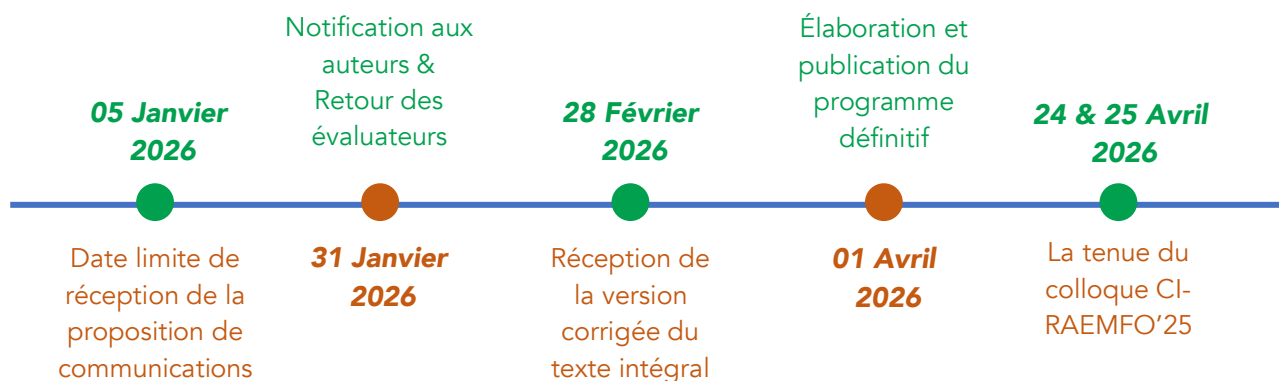 05 Janvier
2026
Date limite de
réception de la
proposition de
communications
Notification aux
auteurs &
Retour des
évaluateurs
31 Janvier
2026
28 Février
2026
Réception de
la version
corrigée du
texte intégral
Élaboration et
publication du
programme
définitif
01 Avril
2026
24 & 25 Avril
2026
La tenue du
colloque CI-
RAEMFO’25